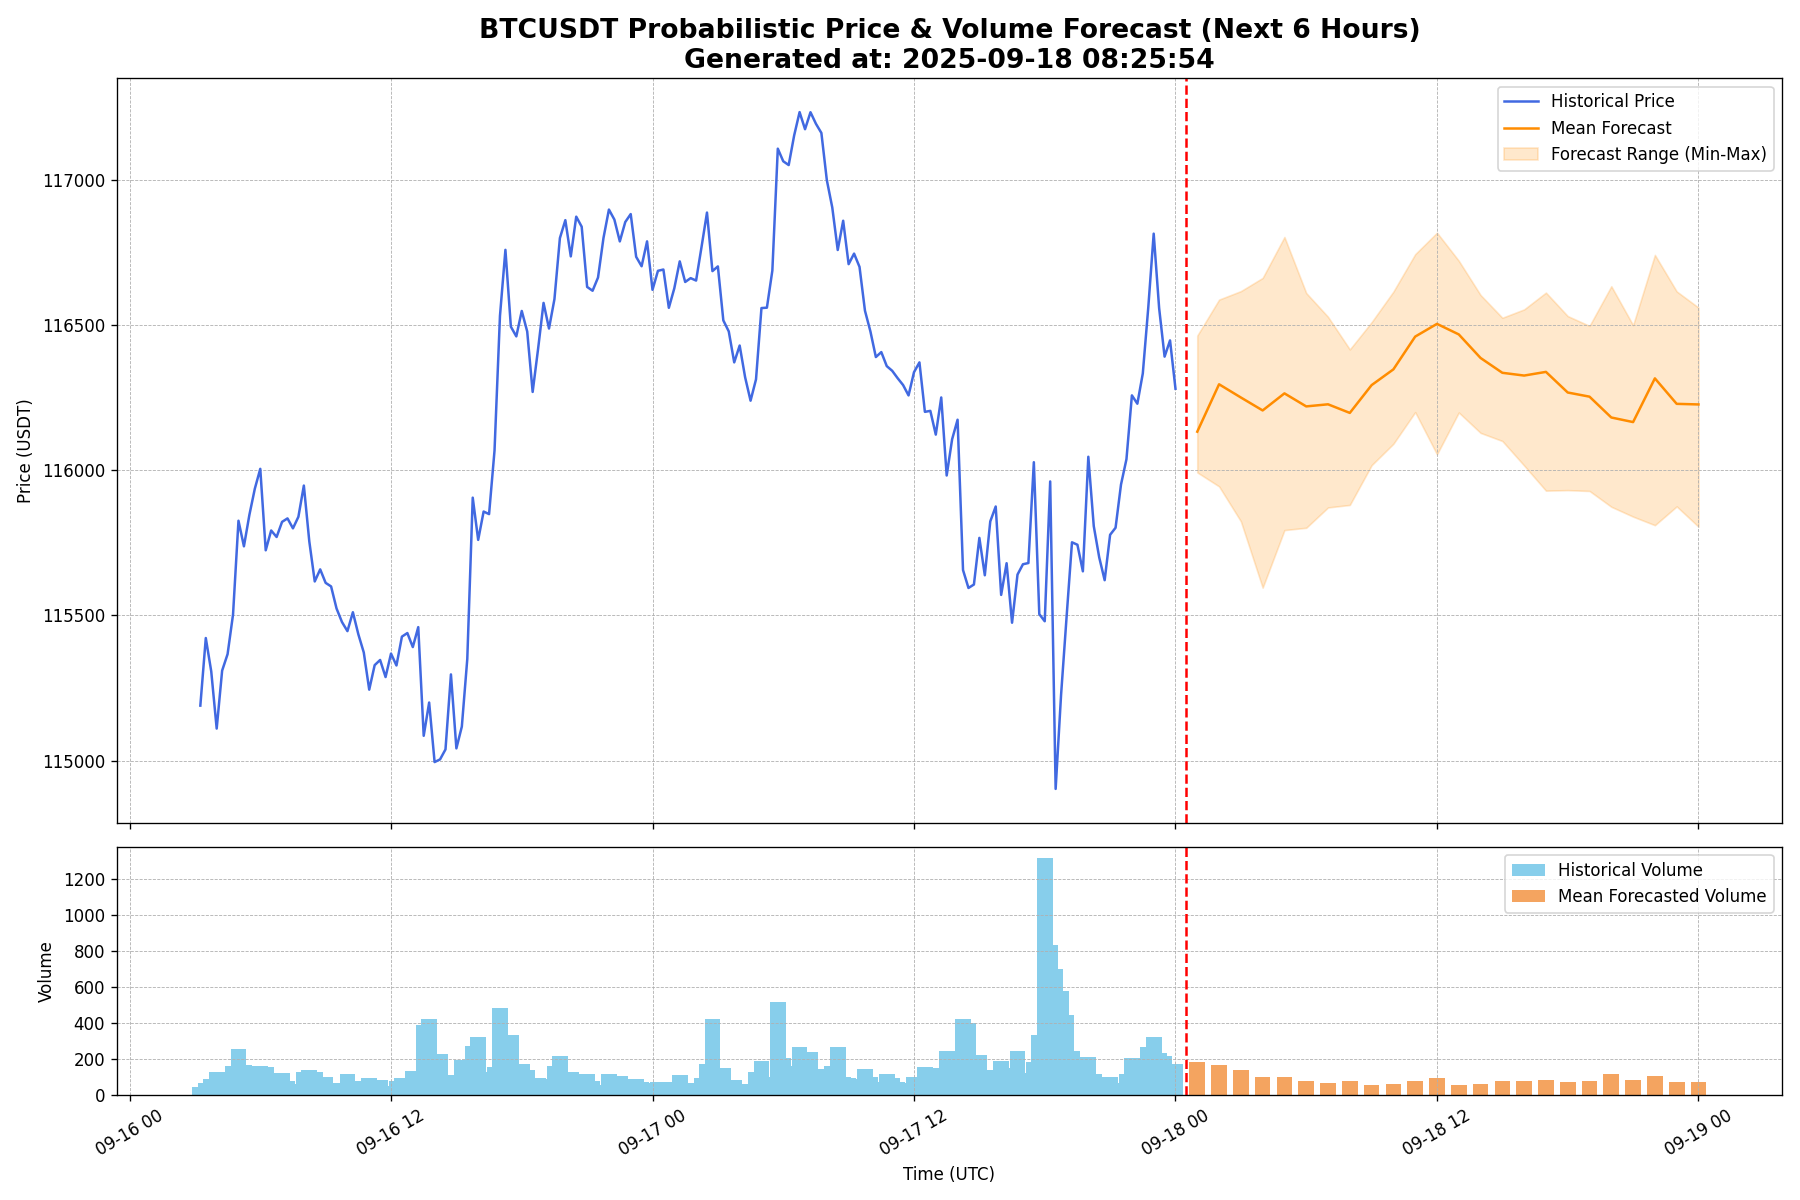 BTCUSDT Probabilistic Price & Volume Forecast (Next 6 Hours)
Generated at: 2025-09-18 08:25:54
Historical Price
Mean Forecast
Forecast Range (Min-Max)
Price (USDT)
117000
116500
116000
115500
115000
Historical Volume
Mean Forecasted Volume
Volume
1200
1000
800
600
400
200
0
09-16 00
09-16 12
09-17 00
09-17 12
09-18 00
09-18 12
09-19 00
Time (UTC)